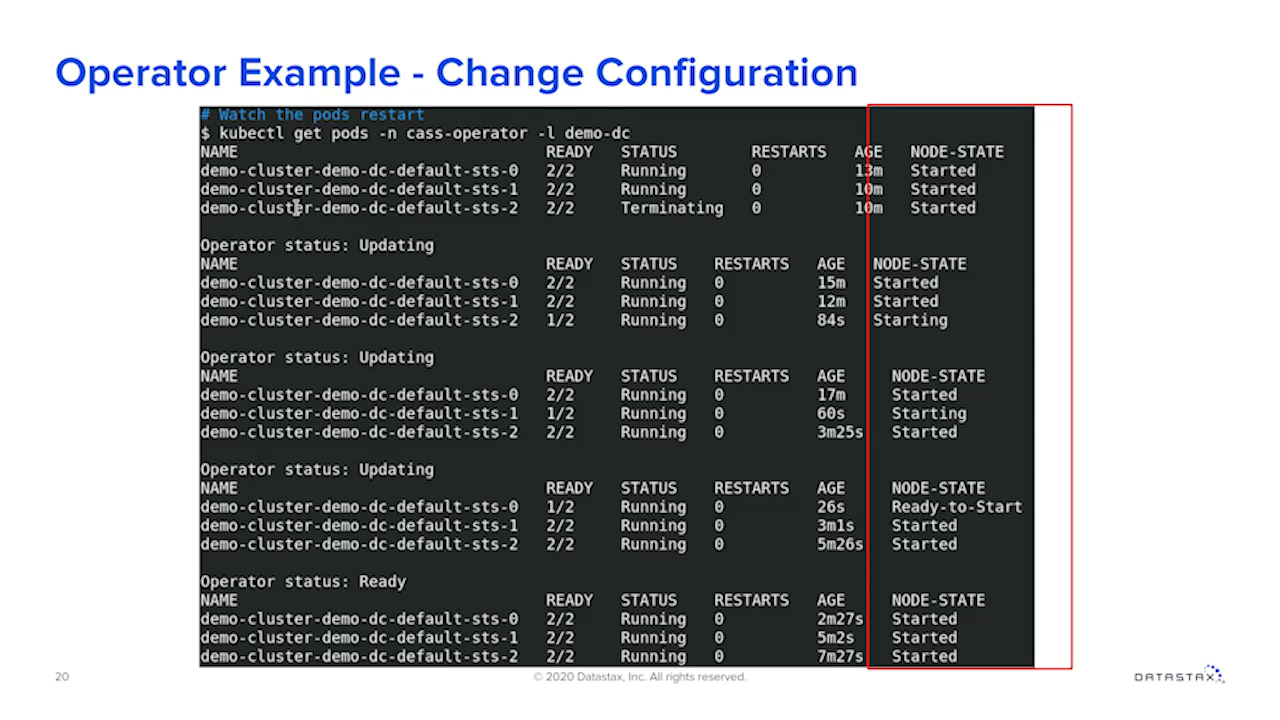 Operator Example - Change Configuration
# Watch the pods restart
$ kubectl get pods -n cass-operator -l demo-dc
NAME READY STATUS RESTARTS AGE NODE-STATE
demo-cluster-demo-dc-default-sts-0 2/2 Running 0 13m Started
demo-cluster-demo-dc-default-sts-1 2/2 Running 0 10m Started
demo-cluster-demo-dc-default-sts-2 2/2 Terminating 0 10m Started
Operator status: Updating
NAME READY STATUS RESTARTS AGE NODE-STATE
demo-cluster-demo-dc-default-sts-0 2/2 Running 0 15m Started
demo-cluster-demo-dc-default-sts-1 2/2 Running 0 12m Started
demo-cluster-demo-dc-default-sts-2 1/2 Running 0 84s Starting
Operator status: Updating
NAME READY STATUS RESTARTS AGE NODE-STATE
demo-cluster-demo-dc-default-sts-0 2/2 Running 0 17m Started
demo-cluster-demo-dc-default-sts-1 1/2 Running 0 60s Starting
demo-cluster-demo-dc-default-sts-2 2/2 Running 0 3m25s Started
Operator status: Updating
NAME READY STATUS RESTARTS AGE NODE-STATE
demo-cluster-demo-dc-default-sts-0 1/2 Running 0 26s Ready-to-Start
demo-cluster-demo-dc-default-sts-1 2/2 Running 0 3m1s Started
demo-cluster-demo-dc-default-sts-2 2/2 Running 0 5m26s Started
Operator status: Ready
NAME READY STATUS RESTARTS AGE NODE-STATE
demo-cluster-demo-dc-default-sts-0 2/2 Running 0 2m27s Started
demo-cluster-demo-dc-default-sts-1 2/2 Running 0 5m2s Started
demo-cluster-demo-dc-default-sts-2 2/2 Running 0 7m27s Started
20
© 2020 Datastax, Inc. All rights reserved.
DATASTAX